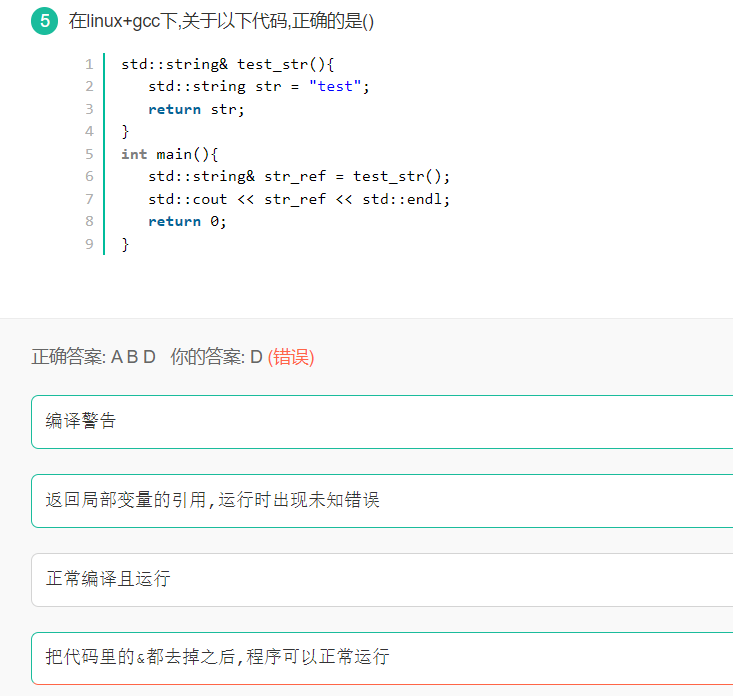 5 在linux+gcc下,关于以下代码,正确的是()
1 std::string& test_str(){
2 std::string str = "test";
3 return str;
4 }
5 int main(){
6 std::string& str_ref = test_str();
7 std::cout << str_ref << std::endl;
8 return 0;
9 }
正确答案: A B D 你的答案: D (错误)
编译警告
返回局部变量的引用,运行时出现未知错误
正常编译且运行
把代码里的&都去掉之后,程序可以正常运行